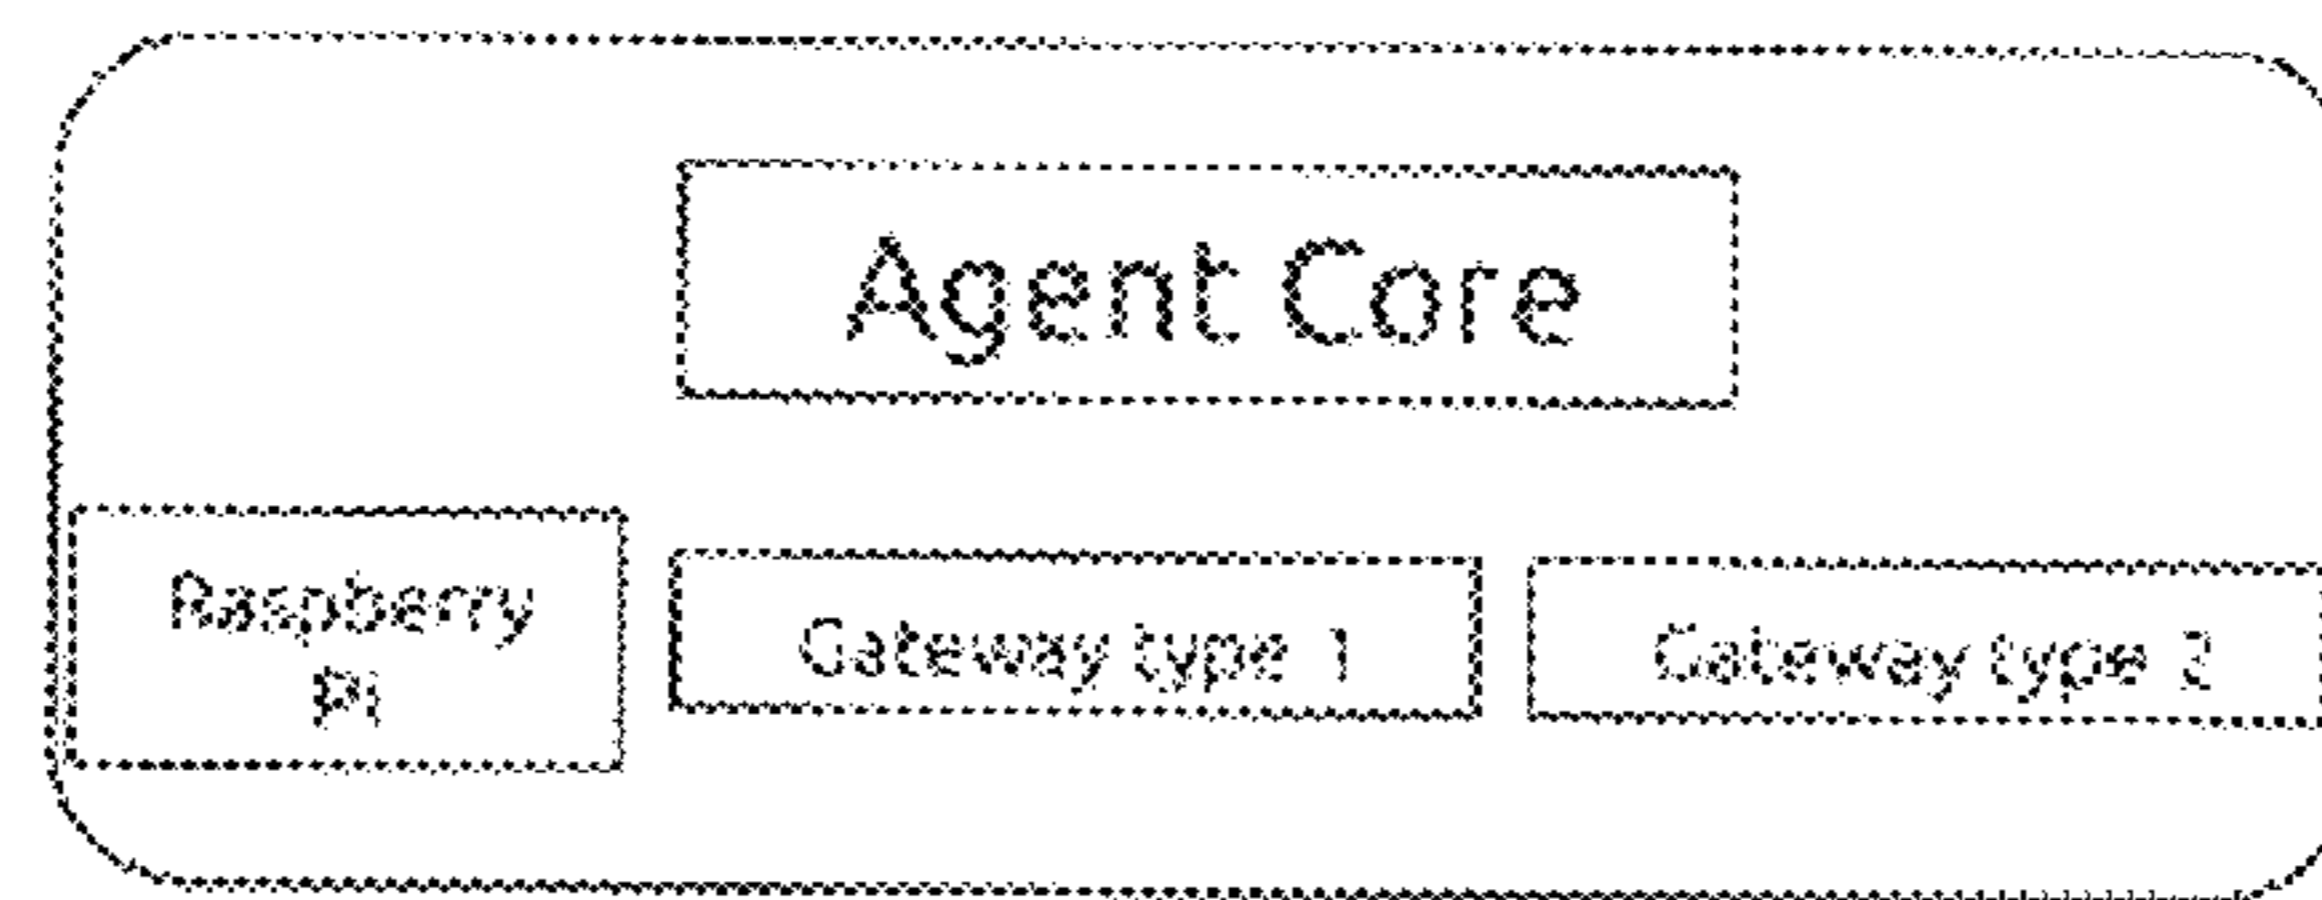 Agent Core
Raspberry
Pi
Gateway type 1
Gateway type 2